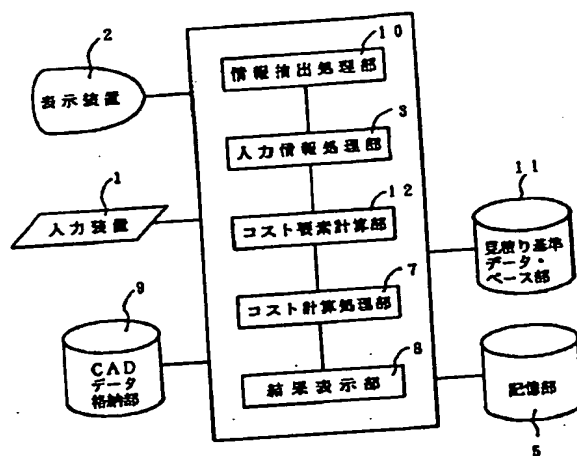 2
表示装置
1
入力装置
9
CAD
データ
格納部
10
情報抽出処理部
3
入力情報処理部
12
コスト要素計算部
7
コスト計算処理部
8
結果表示部
11
見積り基準
データ・
ベース部
記憶部
5